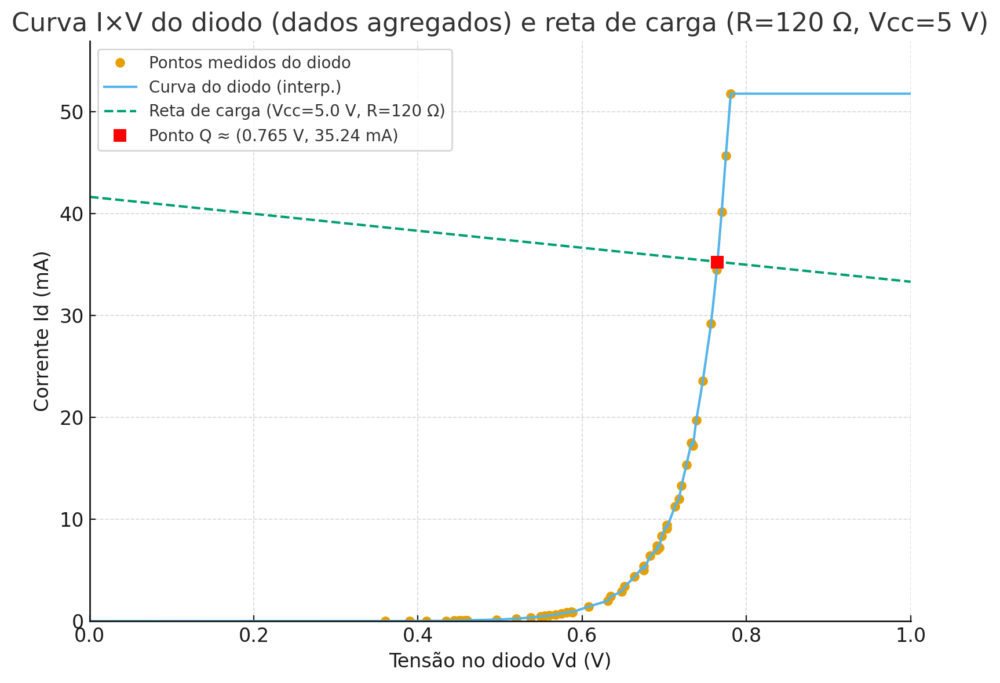 Curva I×V do diodo (dados agregados) e reta de carga (R=120 Ω, Vcc=5 V)
Pontos medidos do diodo
Curva do diodo (interp.)
Reta de carga (Vcc=5.0 V, R=120 Ω)
Ponto Q ≈ (0.765 V, 35.24 mA)
50
40
30
20
10
0
Corrente Id (mA)
0.0
0.2
0.4
0.6
0.8
1.0
Tensão no diodo Vd (V)